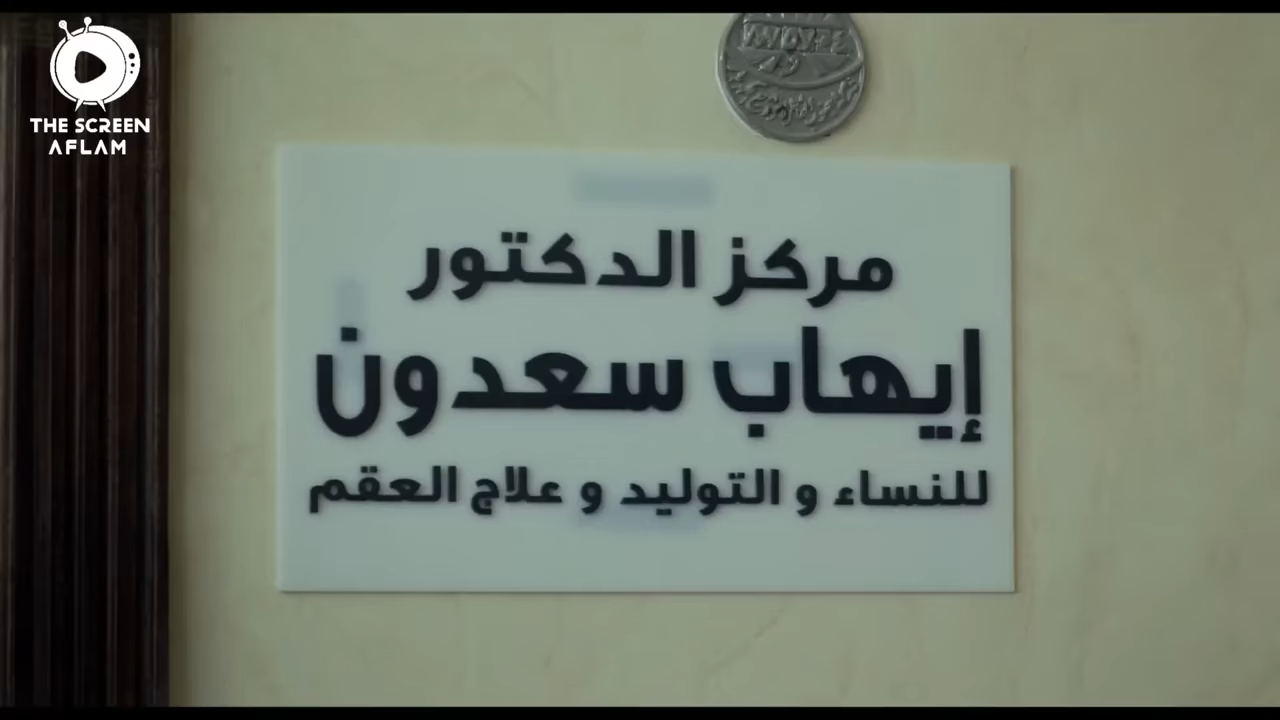 THE SCREEN
AFLAM
مركز الدكتور
إيهاب سعدون
للنساء و التوليد و علاج العقم